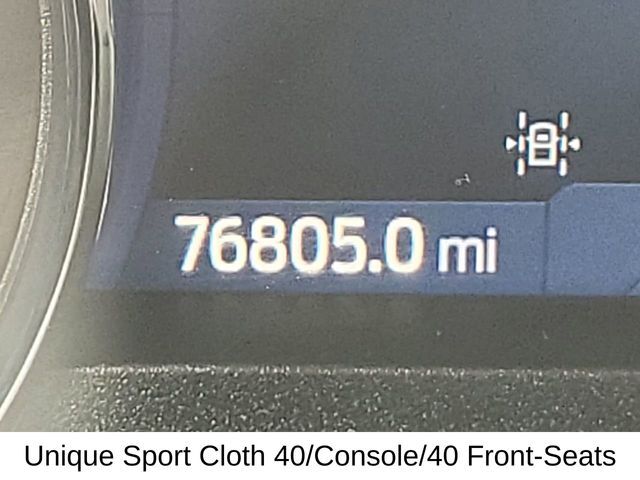 76805.0 mi
Unique Sport Cloth 40/Console/40 Front-Seats